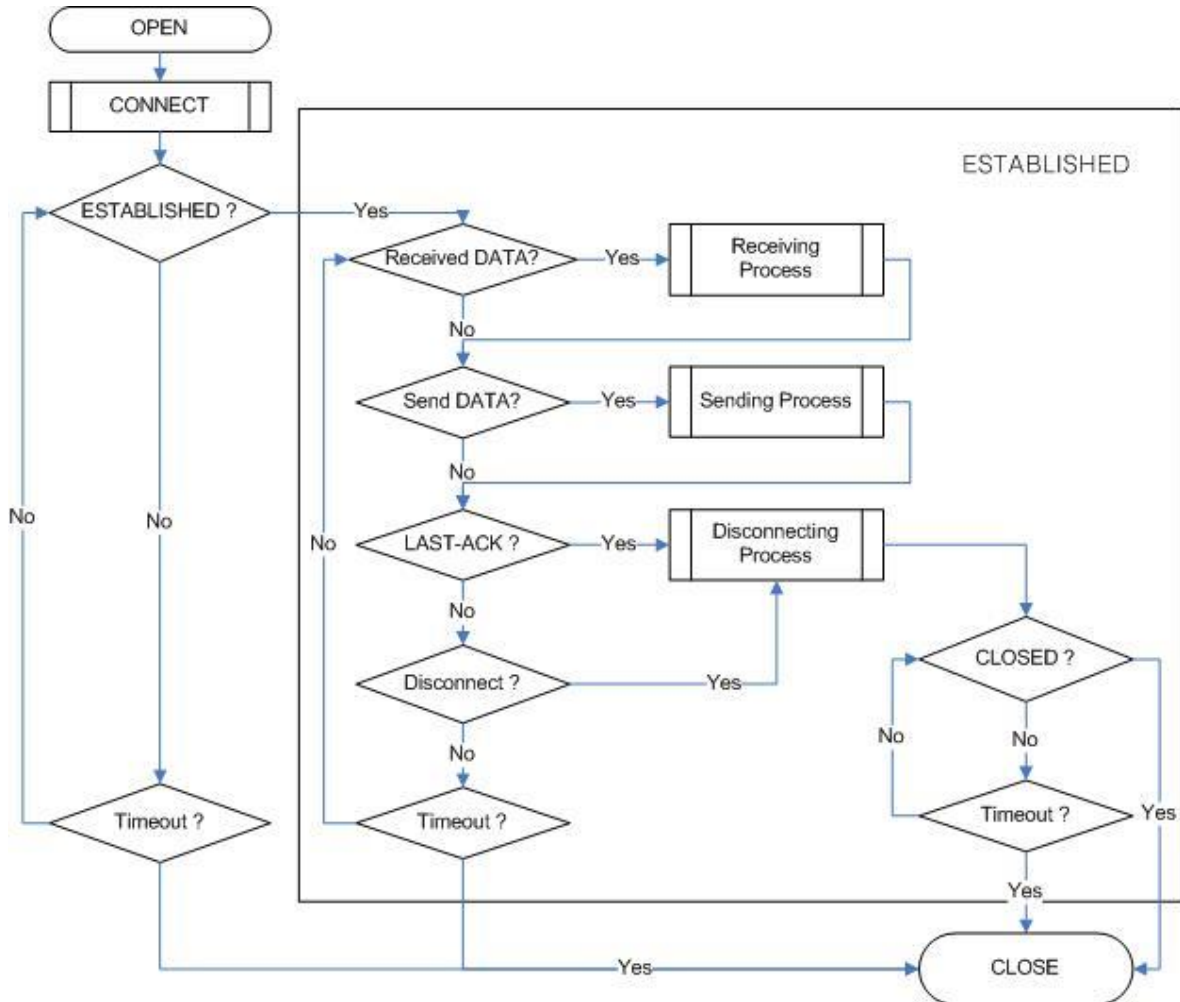 OPEN
CONNECT
ESTABLISHED
ESTABLISHED ?
Yes
Received DATA?
Yes
Receiving
Process
No
Send DATA?
Yes
Sending Process
No
No
No
No
LAST-ACK ?
Yes
Disconnecting
Process
No
CLOSED ?
Disconnect ?
Yes
No
No
No
Timeout ?
Timeout ?
Timeout ?
Yes
Yes
Yes
CLOSE